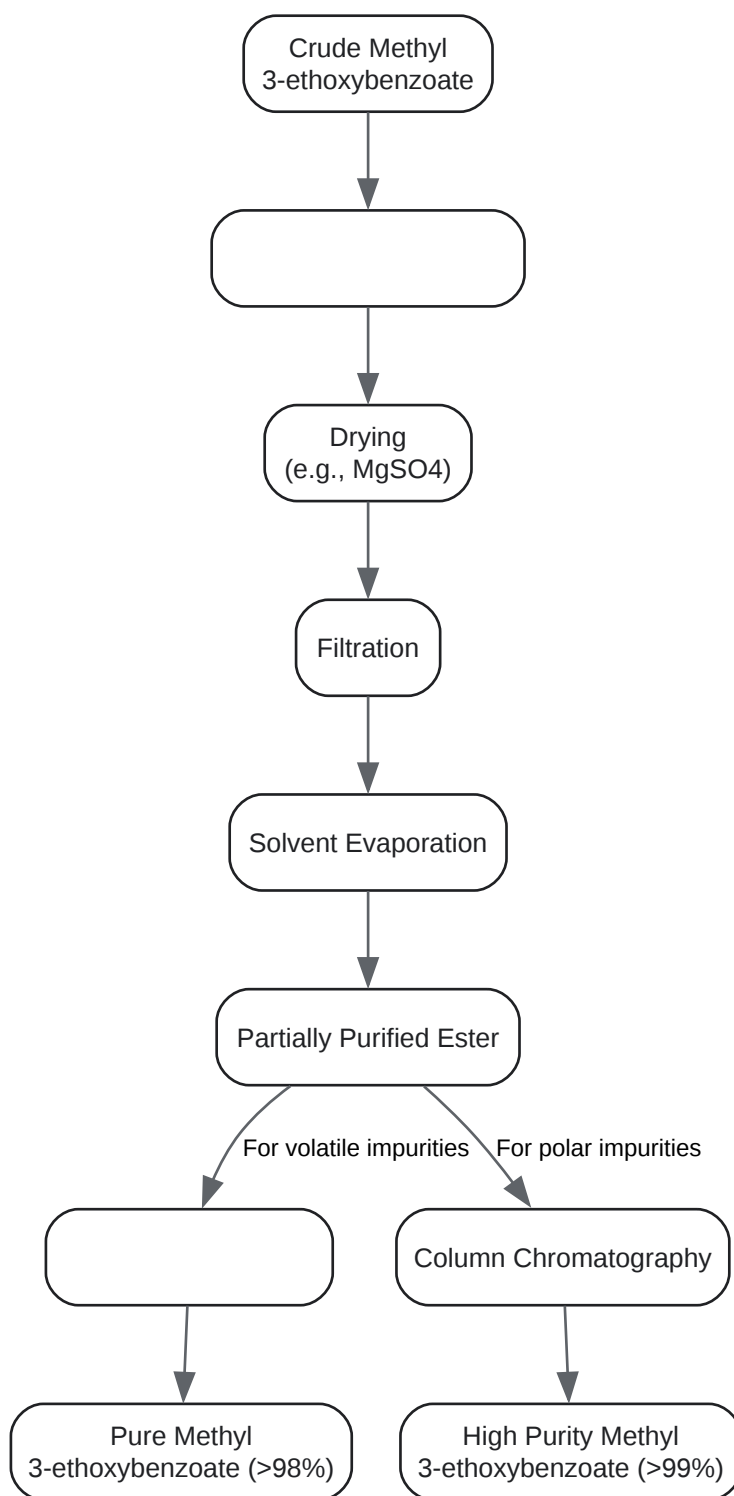 Crude Methyl
3-ethoxybenzoate
Drying
(e.g., MgSO4)
Filtration
Solvent Evaporation
Partially Purified Ester
For volatile impurities
For polar impurities
Column Chromatography
Pure Methyl
3-ethoxybenzoate (>98%)
High Purity Methyl
3-ethoxybenzoate (>99%)